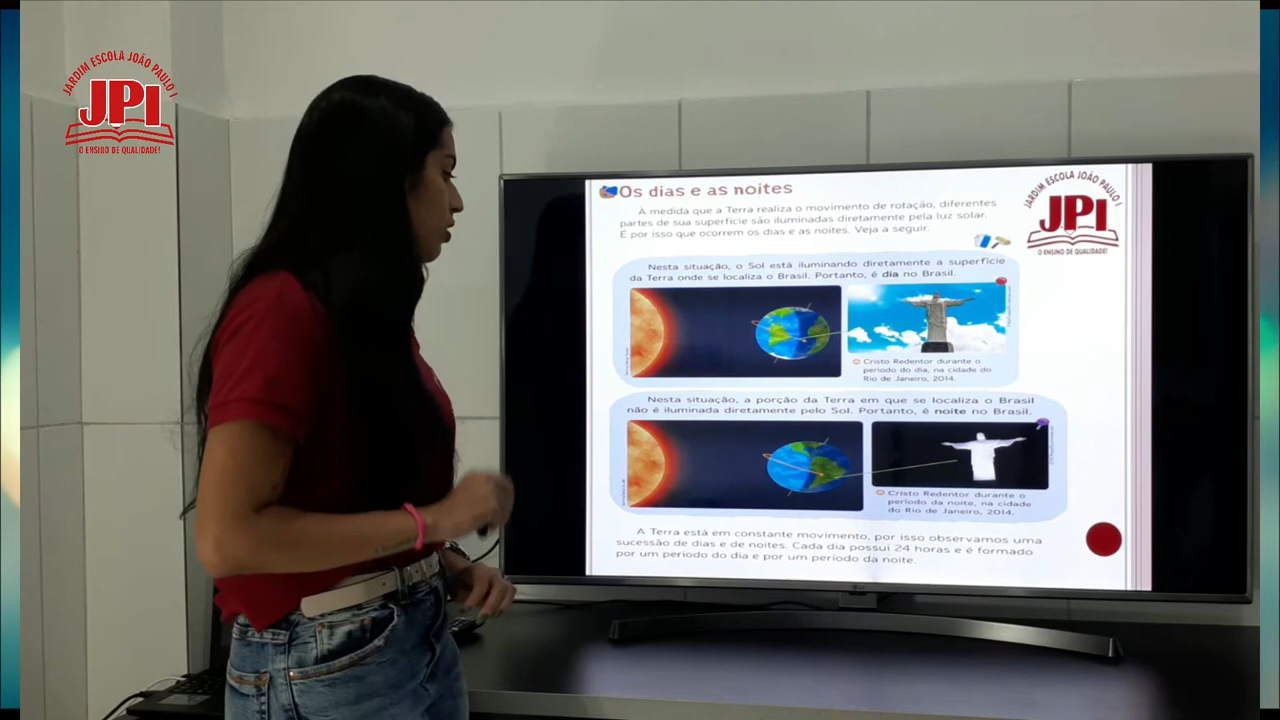 JARDIM ESCOLA JOÃO PAULO I
JPI
O ENSINO DE QUALIDADE!
Os dias e as noites
À medida que a Terra realiza o movimento de rotação, diferentes
partes de sua superfície são iluminadas diretamente pela luz solar.
É por isso que ocorrem os dias e as noites. Veja a seguir.
JARDIM ESCOLA JOÃO PAULO I
JPI
O ENSINO DE QUALIDADE!
Nesta situação, o Sol está iluminando diretamente a superfície
da Terra onde se localiza o Brasil. Portanto, é dia no Brasil.
Cristo Redentor durante o
período do dia, na cidade do
Rio de Janeiro, 2014.
Nesta situação, a porção da Terra em que se localiza o Brasil
não é iluminada diretamente pelo Sol. Portanto, é noite no Brasil.
Cristo Redentor durante o
período da noite, na cidade
do Rio de Janeiro, 2014.
A Terra está em constante movimento, por isso observamos uma
sucessão de dias e de noites. Cada dia possui 24 horas e é formado
por um período do dia e por um período da noite.
LG